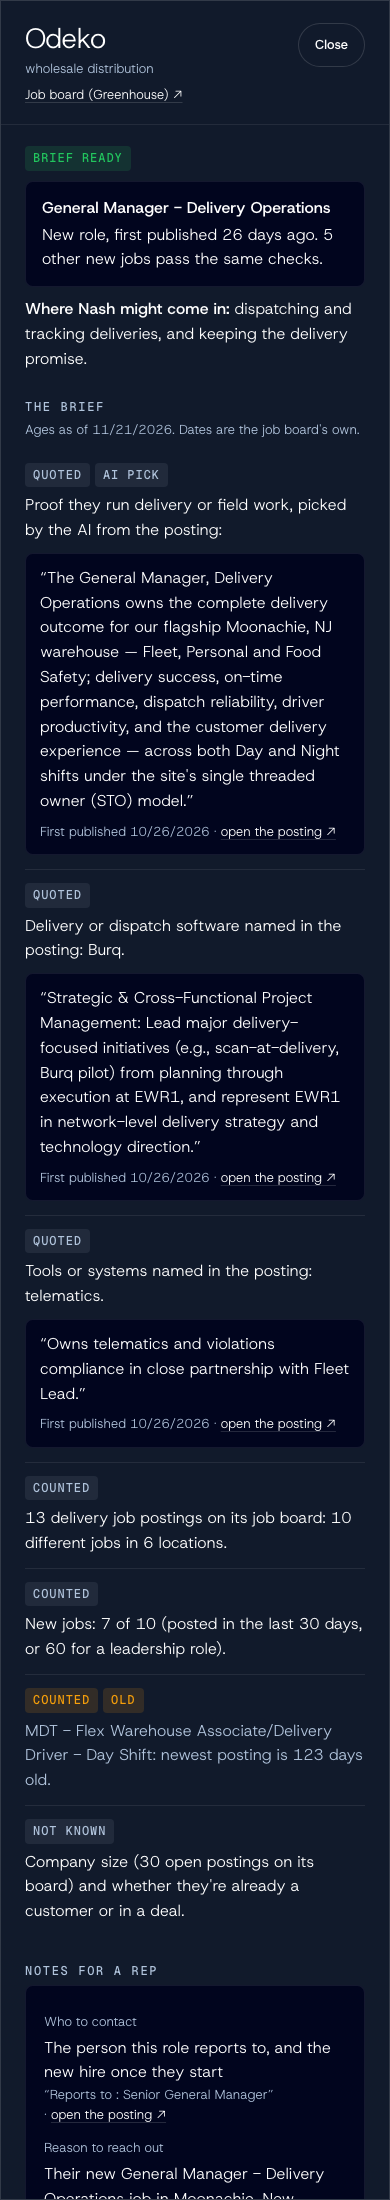 Odeko
Close
wholesale distribution
Job board (Greenhouse) ↗
BRIEF READY
General Manager - Delivery Operations
New role, first published 26 days ago. 5
other new jobs pass the same checks.
Where Nash might come in: dispatching and
tracking deliveries, and keeping the delivery
promise.
THE BRIEF
Ages as of 11/21/2026. Dates are the job board's own.
QUOTED AI PICK
Proof they run delivery or field work, picked
by the AI from the posting:
“The General Manager, Delivery
Operations owns the complete delivery
outcome for our flagship Moonachie, NJ
warehouse — Fleet, Personal and Food
Safety; delivery success, on-time
performance, dispatch reliability, driver
productivity, and the customer delivery
experience — across both Day and Night
shifts under the site's single threaded
owner (STO) model.”
First published 10/26/2026 · open the posting ↗
QUOTED
Delivery or dispatch software named in the
posting: Burq.
“Strategic & Cross-Functional Project
Management: Lead major delivery-
focused initiatives (e.g., scan-at-delivery,
Burq pilot) from planning through
execution at EWR1, and represent EWR1
in network-level delivery strategy and
technology direction.”
First published 10/26/2026 · open the posting ↗
QUOTED
Tools or systems named in the posting:
telematics.
“Owns telematics and violations
compliance in close partnership with Fleet
Lead.”
First published 10/26/2026 · open the posting ↗
COUNTED
13 delivery job postings on its job board: 10
different jobs in 6 locations.
COUNTED
New jobs: 7 of 10 (posted in the last 30 days,
or 60 for a leadership role).
COUNTED OLD
MDT - Flex Warehouse Associate/Delivery
Driver - Day Shift: newest posting is 123 days
old.
NOT KNOWN
Company size (30 open postings on its
board) and whether they're already a
customer or in a deal.
NOTES FOR A REP
Who to contact
The person this role reports to, and the
new hire once they start
“Reports to : Senior General Manager”
· open the posting ↗
Reason to reach out
Their new General Manager - Delivery
Operations job in Moonachie. New